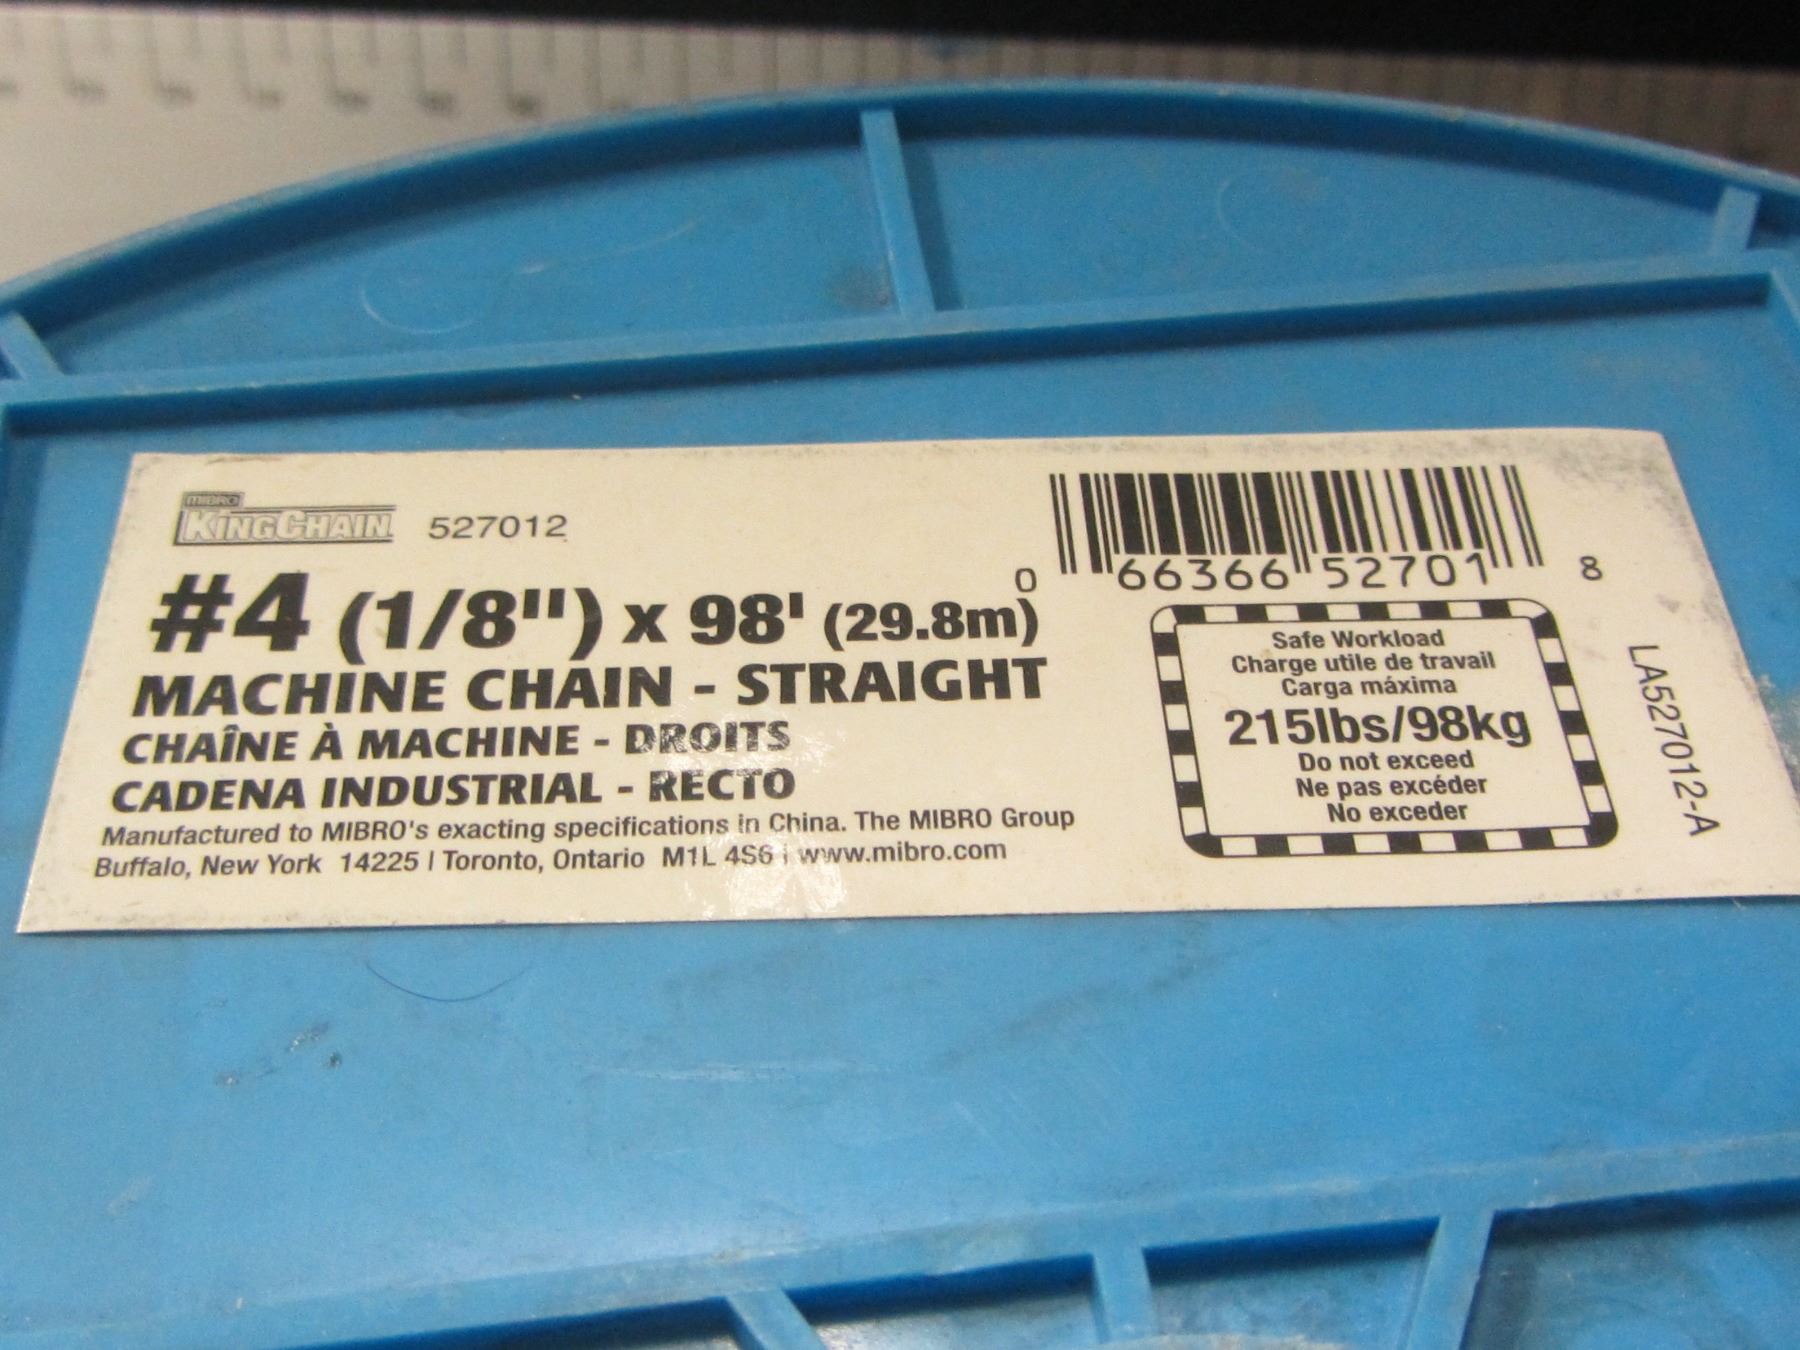 MIBRO
KINGCHAIN 527012
#4 (1/8") x 98' (29.8m)
MACHINE CHAIN - STRAIGHT
CHAÎNE À MACHINE - DROITS
CADENA INDUSTRIAL - RECTO
Manufactured to MIBRO's exacting specifications in China. The MIBRO Group
Buffalo, New York 14225 | Toronto, Ontario M1L 4S6 | www.mibro.com
0 66366 52701 8
Safe Workload
Charge utile de travail
Carga máxima
215lbs/98kg
Do not exceed
Ne pas excéder
No exceder
LA527012-A